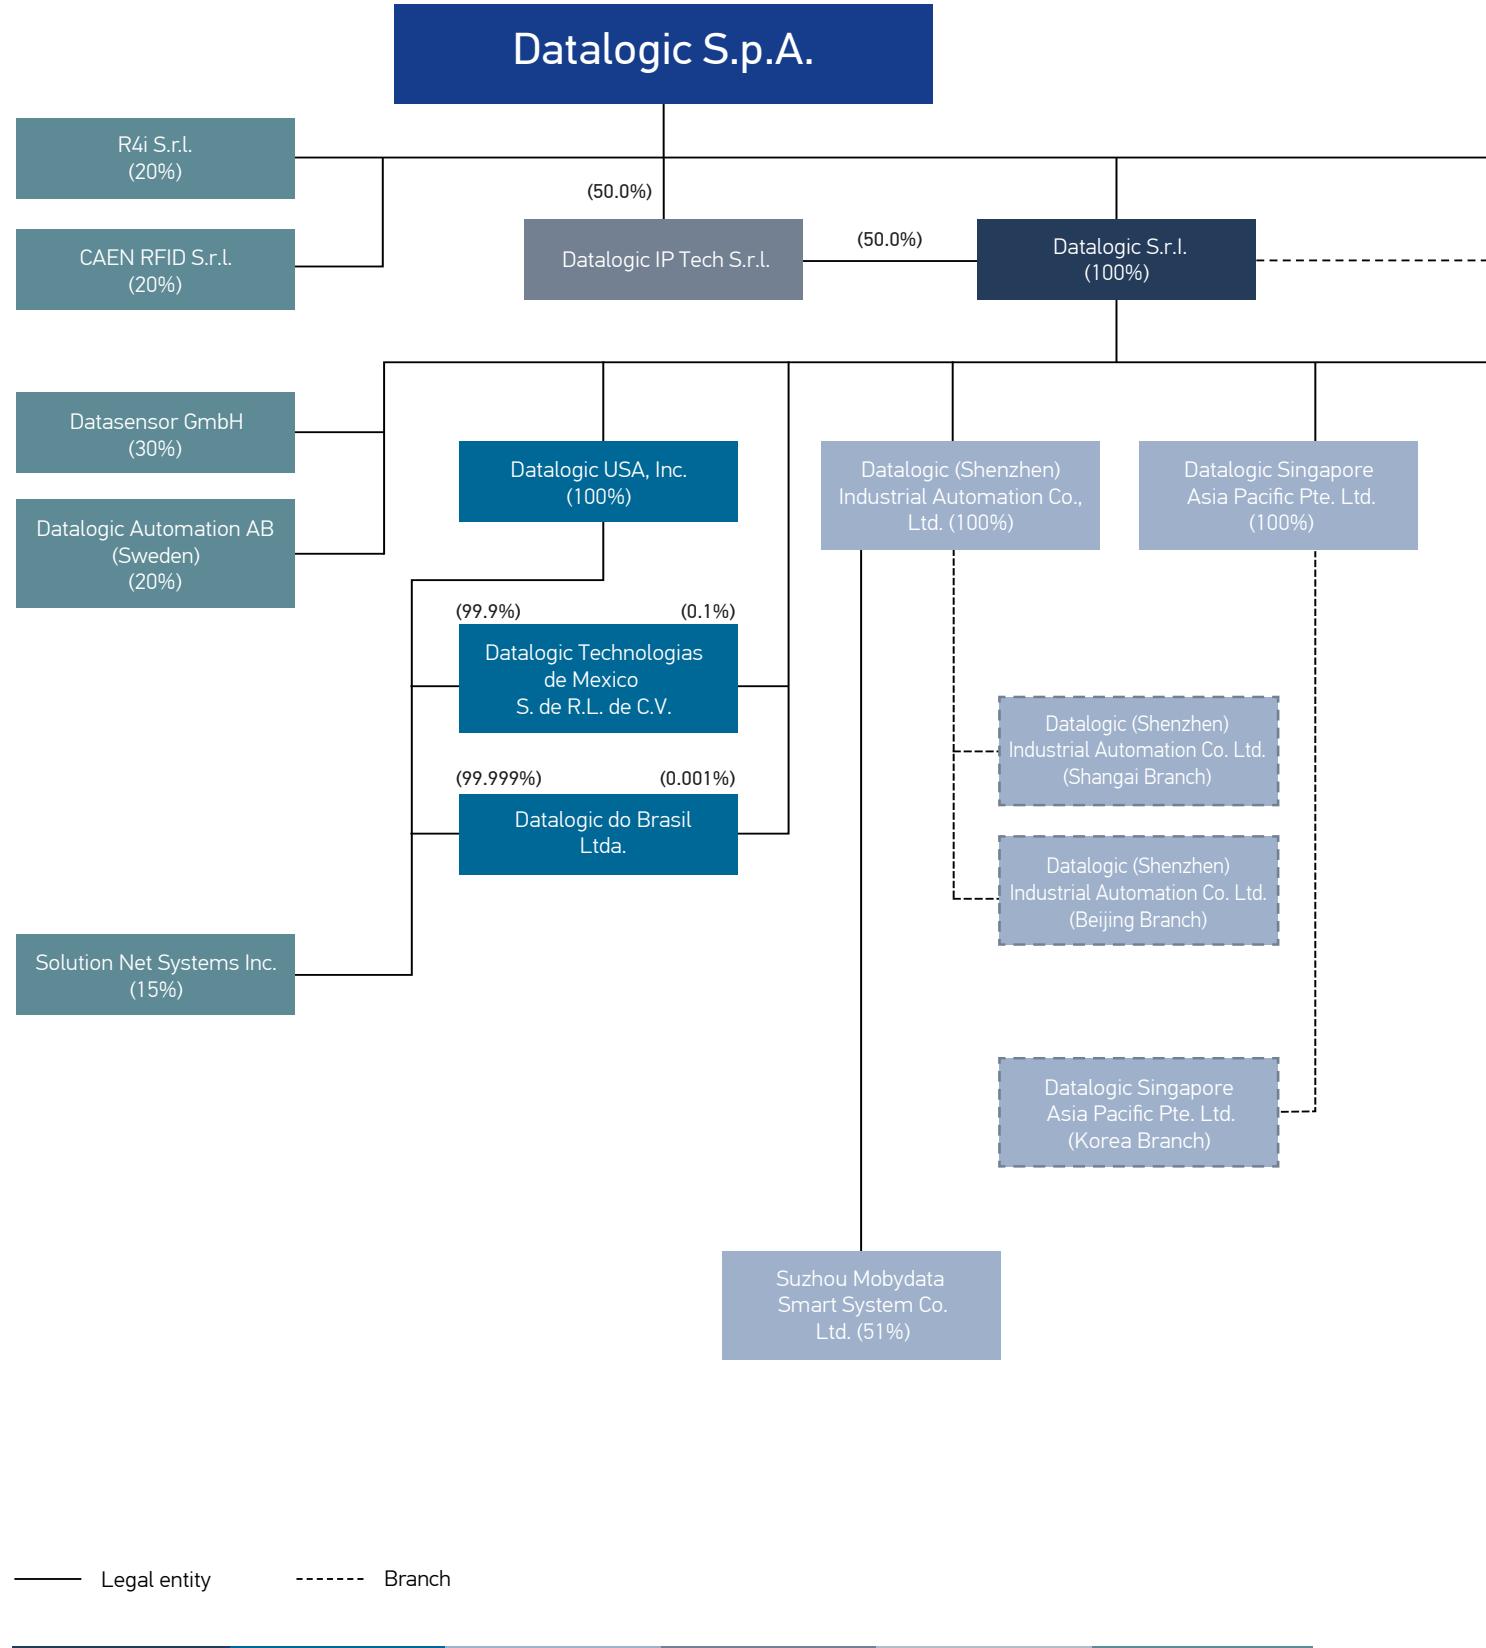 Datalogic S.p.A.
R4i S.r.l.
(20%)
(50.0%)
CAEN RFID S.r.l.
(20%)
Datalogic IP Tech S.r.l.
(50.0%)
Datalogic S.r.l.
(100%)
Datasensor GmbH
(30%)
Datalogic Automation AB
(Sweden)
(20%)
Datalogic USA, Inc.
(100%)
Datalogic (Shenzhen)
Industrial Automation Co.,
Ltd. (100%)
Datalogic Singapore
Asia Pacific Pte. Ltd.
(100%)
(99.9%)
(0.1%)
Datalogic Technologias
de Mexico
S. de R.L. de C.V.
Datalogic (Shenzhen)
Industrial Automation Co. Ltd.
(Shangai Branch)
(99.999%)
(0.001%)
Datalogic do Brasil
Ltda.
Datalogic (Shenzhen)
Industrial Automation Co. Ltd.
(Beijing Branch)
Solution Net Systems Inc.
(15%)
Datalogic Singapore
Asia Pacific Pte. Ltd.
(Korea Branch)
Suzhou Mobydata
Smart System Co.
Ltd. (51%)
Legal entity
Branch